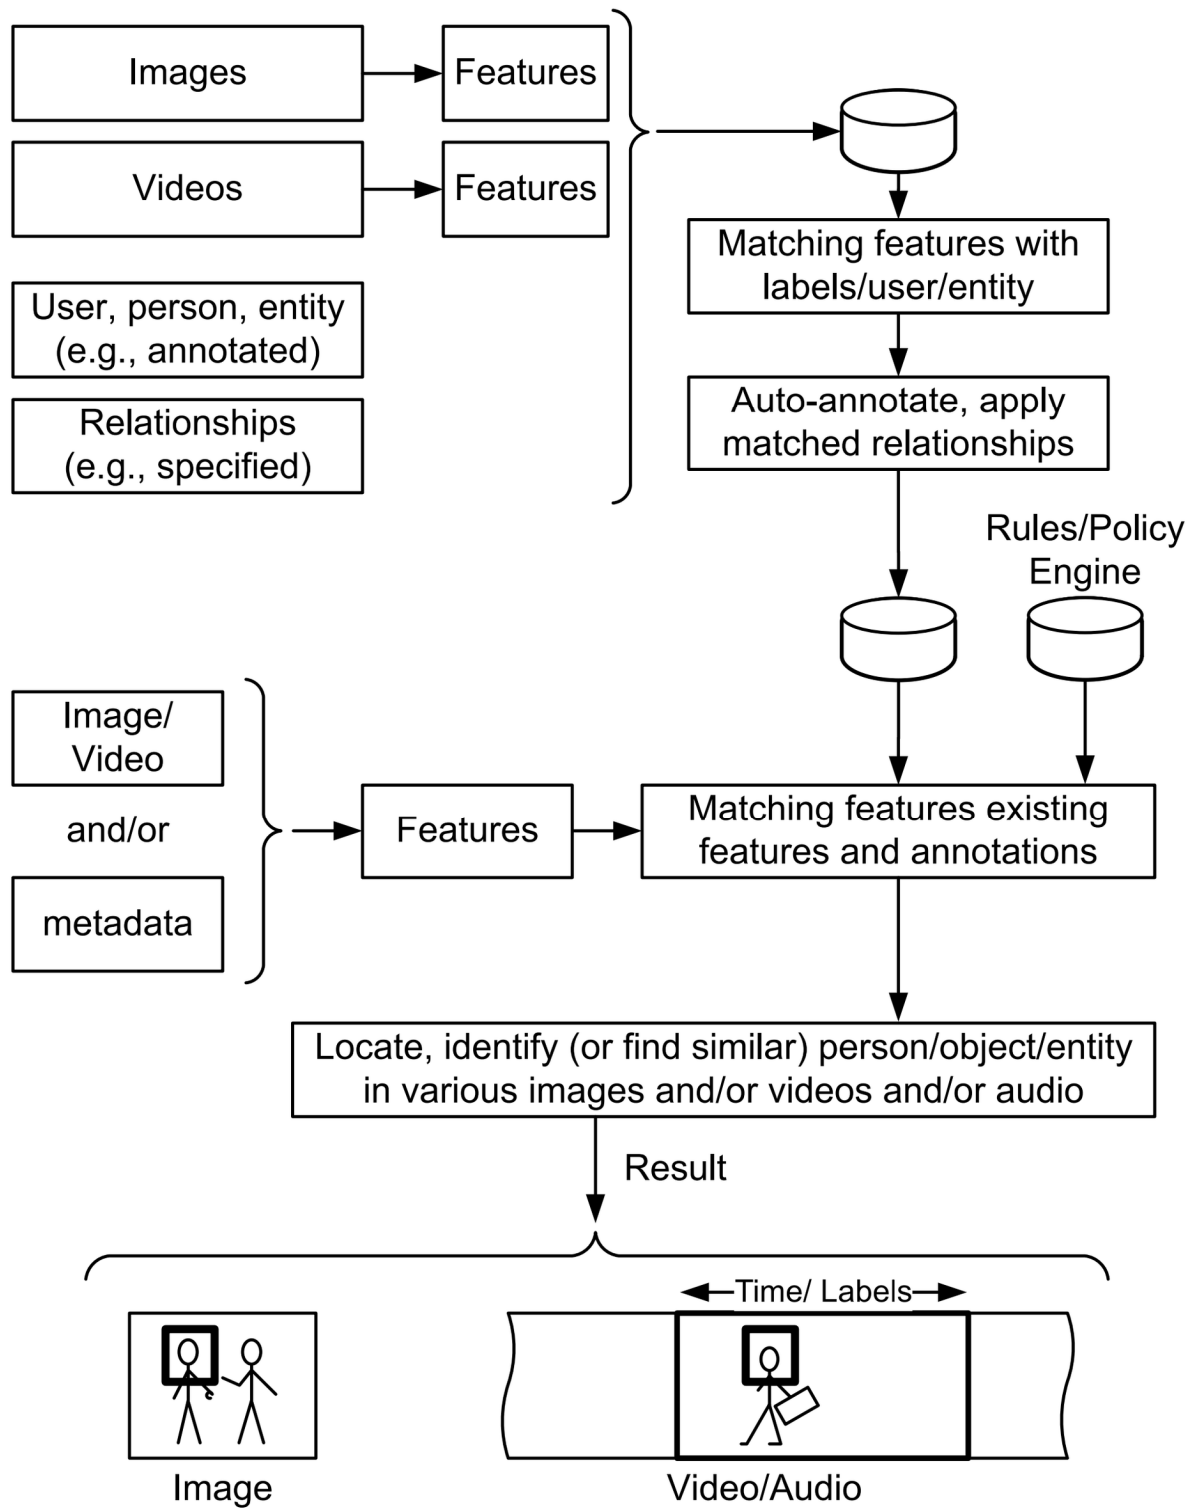 Images
Features
Videos
Features
User, person, entity
(e.g., annotated)
Relationships
(e.g., specified)
Matching features with
labels/user/entity
Auto-annotate, apply
matched relationships
Rules/Policy
Engine
Image/
Video
and/or
metadata
Features
Matching features existing
features and annotations
Locate, identify (or find similar) person/object/entity
in various images and/or videos and/or audio
Result
Time/ Labels
Image
Video/Audio